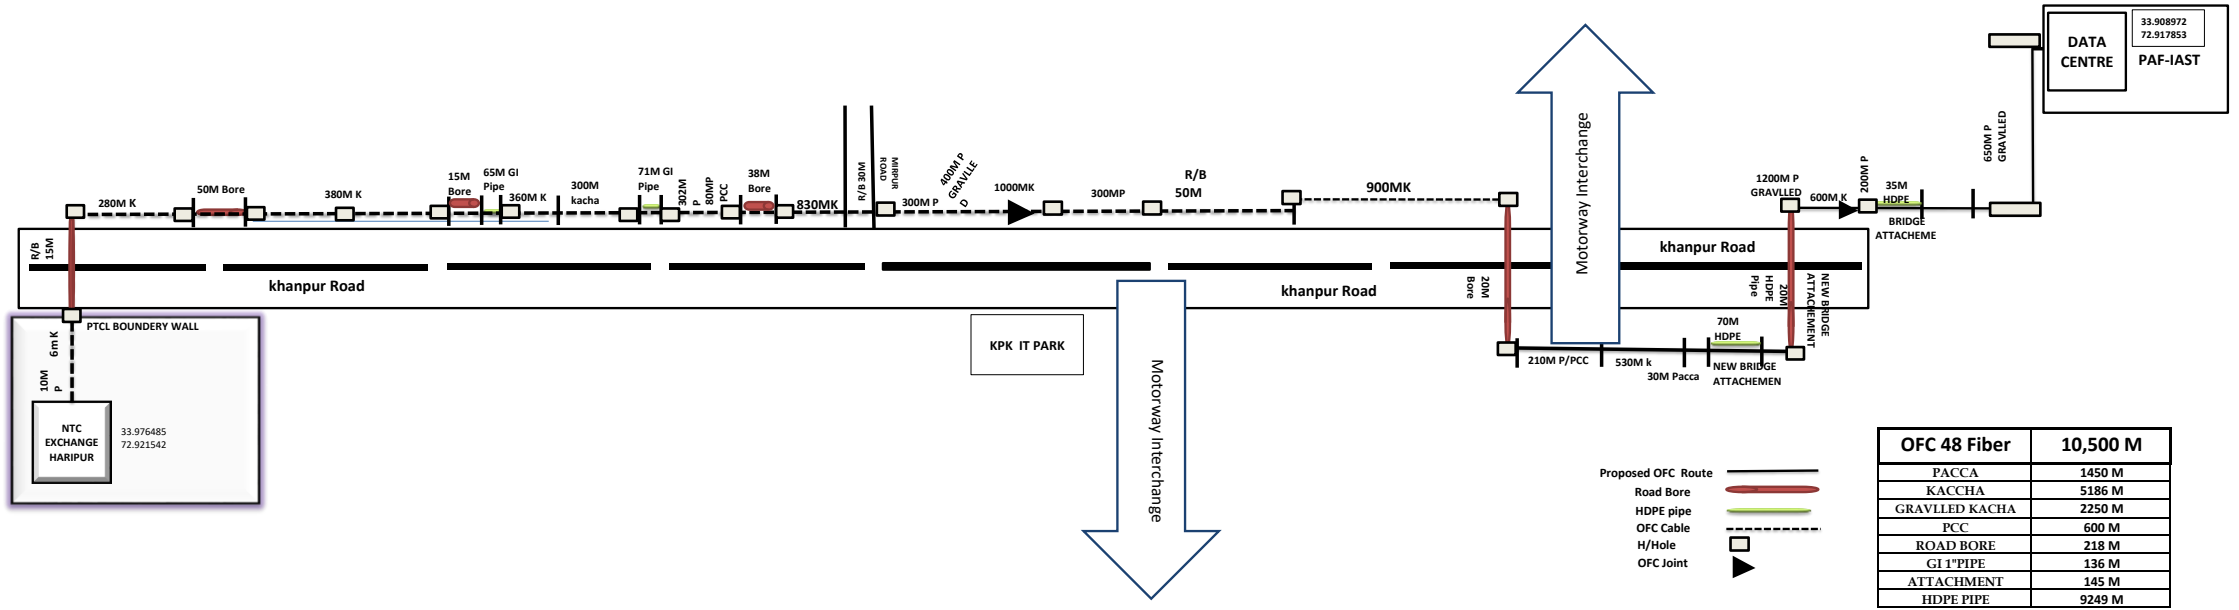 DATA
CENTRE
33.908972
72.917853
PAF-IAST
650M P
GRAVLLED
280M K
50M Bore
380M K
15M
Bore
65M GI
Pipe
360M K
300M
kacha
71M GI
Pipe
302M
P
80MP
PCC
38M
Bore
830MK
R/B 30M
MIRPUR
ROAD
300M P
400M P
GRAVLLE
D
1000MK
300MP
R/B
50M
900MK
Motorway Interchange
1200M P
GRAVLLED
600M K
200M P
35M
HDPE
BRIDGE
ATTACHEME
R/B
15M
khanpur Road
khanpur Road
khanpur Road
20M
Bore
20M
HDPE
Pipe
NEW BRIDGE
ATTACHEMENT
PTCL BOUNDERY WALL
6m K
10M
P
NTC
EXCHANGE
HARIPUR
33.976485
72.921542
KPK IT PARK
Motorway Interchange
210M P/PCC
530M k
30M Pacca
70M
HDPE
NEW BRIDGE
ATTACHEMEN
Proposed OFC Route
Road Bore
HDPE pipe
OFC Cable
H/Hole
OFC Joint
OFC 48 Fiber 10,500 M
PACCA 1450 M
KACCHA 5186 M
GRAVLLED KACHA 2250 M
PCC 600 M
ROAD BORE 218 M
GI 1"PIPE 136 M
ATTACHMENT 145 M
HDPE PIPE 9249 M